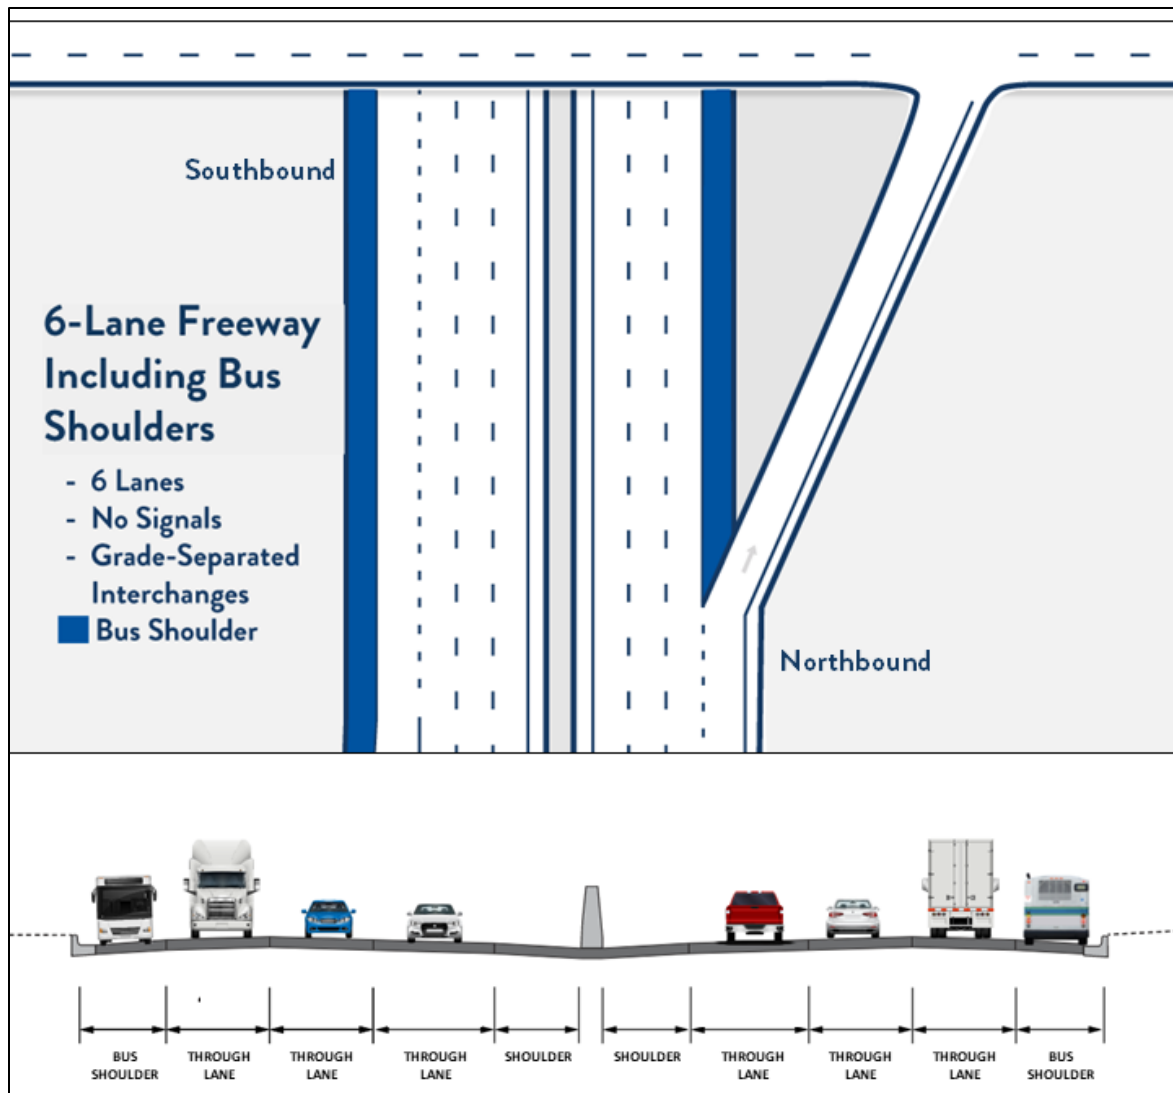 Southbound
6-Lane Freeway
Including Bus
Shoulders
- 6 Lanes
- No Signals
- Grade-Separated
Interchanges
Bus Shoulder
Northbound
BUS SHOULDER
THROUGH LANE
THROUGH LANE
THROUGH LANE
SHOULDER
SHOULDER
THROUGH LANE
THROUGH LANE
THROUGH LANE
BUS SHOULDER